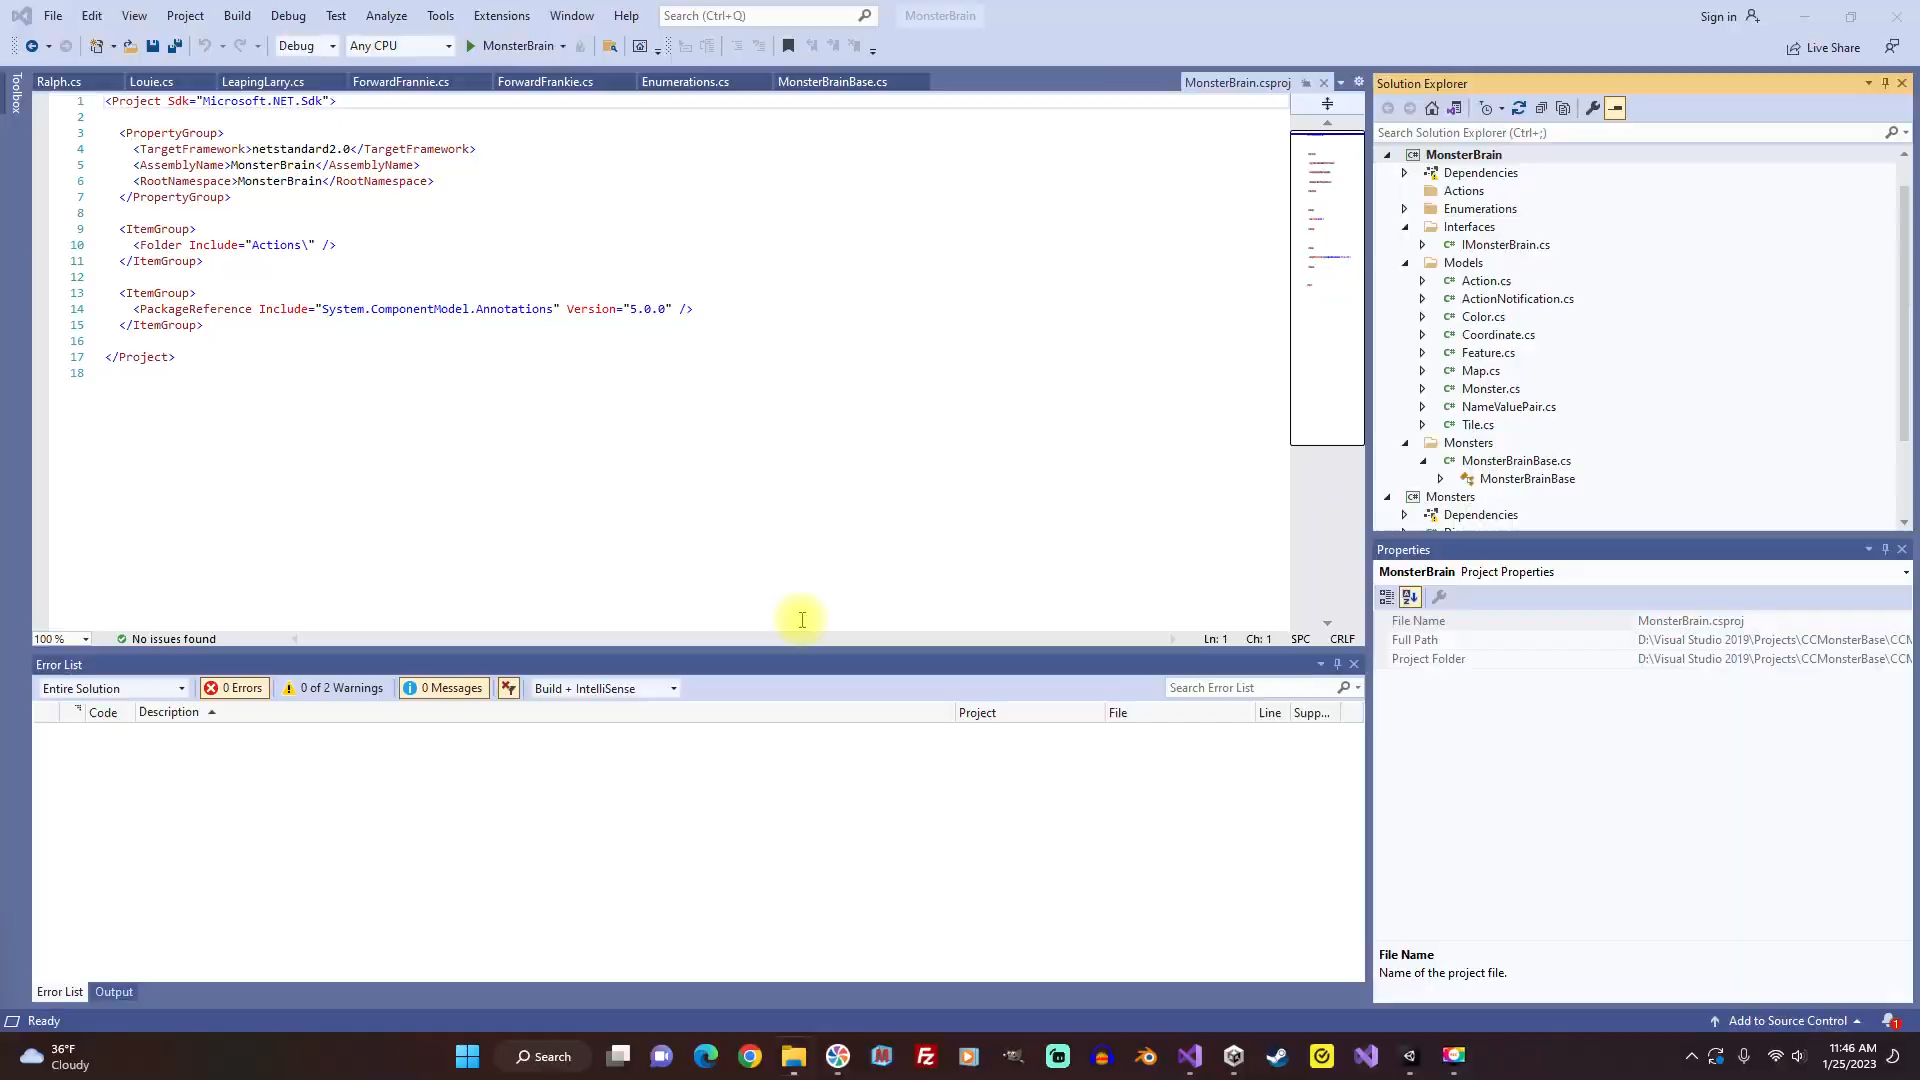 File Edit View Project Build Debug Test Analyze Tools Extensions Window Help Search (Ctrl+Q) MonsterBrain Sign in
Debug Any CPU MonsterBrain Live Share
Toolbox
Ralph.cs Louie.cs LeapingLarry.cs ForwardFrannie.cs ForwardFrankie.cs Enumerations.cs MonsterBrainBase.cs MonsterBrain.csproj
1 <Project Sdk="Microsoft.NET.Sdk">
2
3 <PropertyGroup>
4 <TargetFramework>netstandard2.0</TargetFramework>
5 <AssemblyName>MonsterBrain</AssemblyName>
6 <RootNamespace>MonsterBrain</RootNamespace>
7 </PropertyGroup>
8
9 <ItemGroup>
10 <Folder Include="Actions\" />
11 </ItemGroup>
12
13 <ItemGroup>
14 <PackageReference Include="System.ComponentModel.Annotations" Version="5.0.0" />
15 </ItemGroup>
16
17 </Project>
18
100 % No issues found Ln: 1 Ch: 1 SPC CRLF
Error List
Entire Solution 0 Errors 0 of 2 Warnings 0 Messages Build + IntelliSense Search Error List
Code Description Project File Line Supp...
Error List Output
Solution Explorer
Search Solution Explorer (Ctrl+;)
MonsterBrain
Dependencies
Actions
Enumerations
Interfaces
IMonsterBrain.cs
Models
Action.cs
ActionNotification.cs
Color.cs
Coordinate.cs
Feature.cs
Map.cs
Monster.cs
NameValuePair.cs
Tile.cs
Monsters
MonsterBrainBase.cs
MonsterBrainBase
Monsters
Dependencies
Properties
MonsterBrain Project Properties
File Name MonsterBrain.csproj
Full Path D:\Visual Studio 2019\Projects\CCMonsterBase\CCM
Project Folder D:\Visual Studio 2019\Projects\CCMonsterBase\CCM
File Name
Name of the project file.
Ready Add to Source Control 1
36°F
Cloudy
Search
11:46 AM
1/25/2023